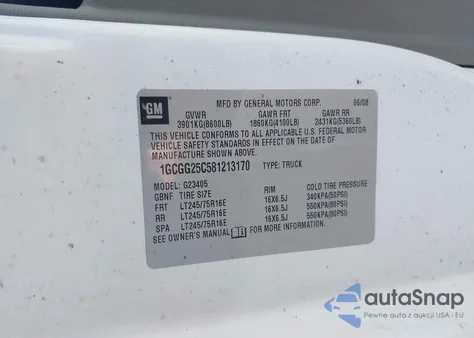 GM
MFD BY GENERAL MOTORS CORP. 06/08
GVWR GAWR FRT GAWR RR
3901KG(8600LB) 1860KG(4100LB) 2431KG(5360LB)
THIS VEHICLE CONFORMS TO ALL APPLICABLE U.S. FEDERAL MOTOR
VEHICLE SAFETY STANDARDS IN EFFECT ON THE DATE OF
MANUFACTURE SHOWN ABOVE.
1GCGG25C581213170 TYPE: TRUCK
MODEL: G23405
GBNF TIRE SIZE RIM COLD TIRE PRESSURE
FRT LT245/75R16E 16X6.5J 340KPA(50PSI)
RR LT245/75R16E 16X6.5J 550KPA(80PSI)
SPA LT245/75R16E 16X6.5J 550KPA(80PSI)
SEE OWNER'S MANUAL FOR MORE INFORMATION
autoSnap
Pewne auta z USA - EU